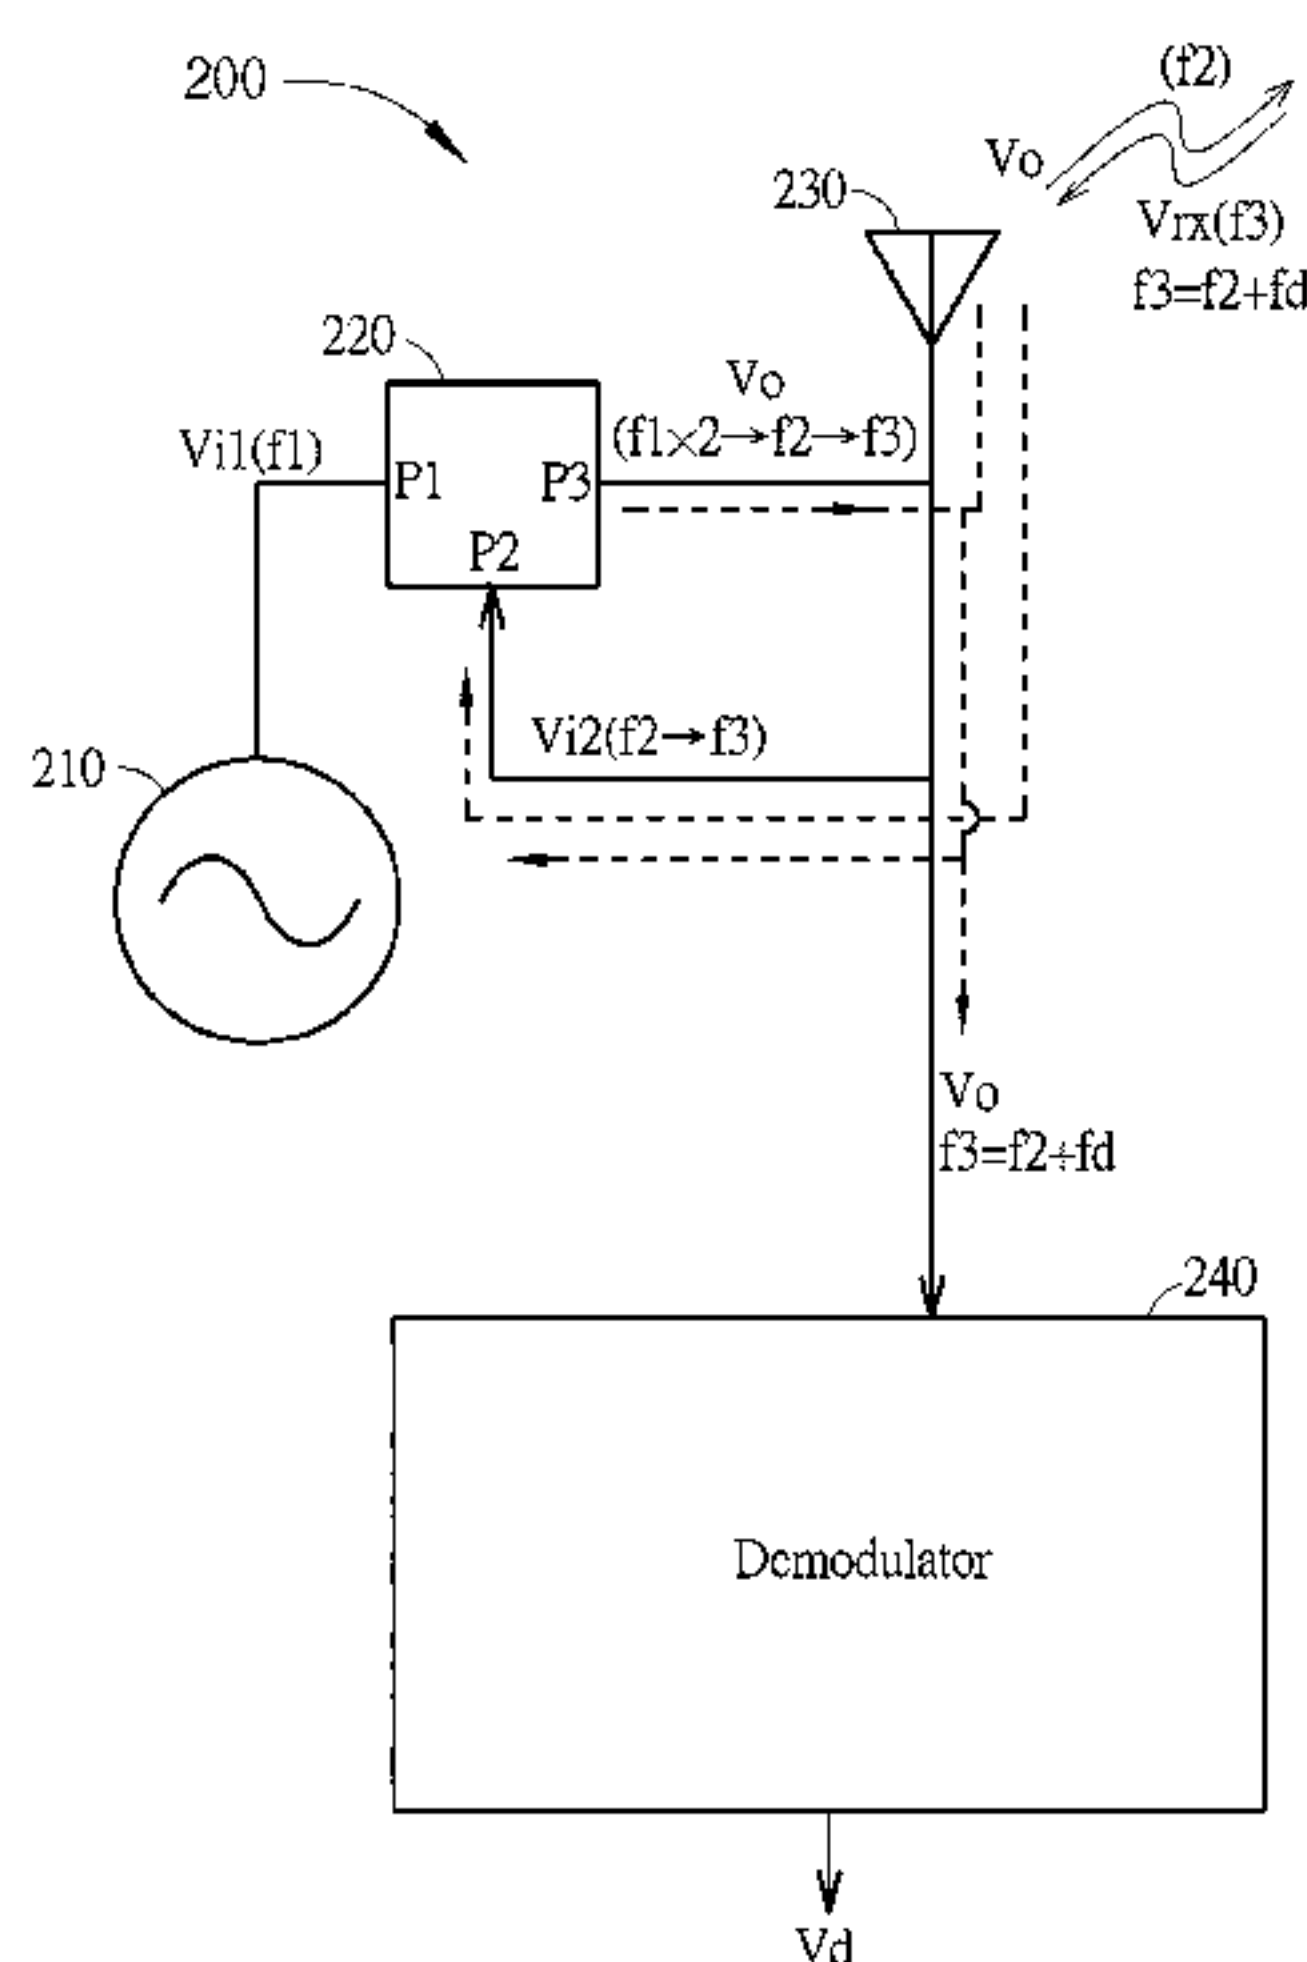 200
(f2)
Vo
230
Vrx(f3)
f3=f2+fd
220
Vo
(f1×2→f2→f3)
Vi1(f1)
P1
P3
P2
Vi2(f2→f3)
210
Vo
f3=f2+fd
240
Demodulator
Vd